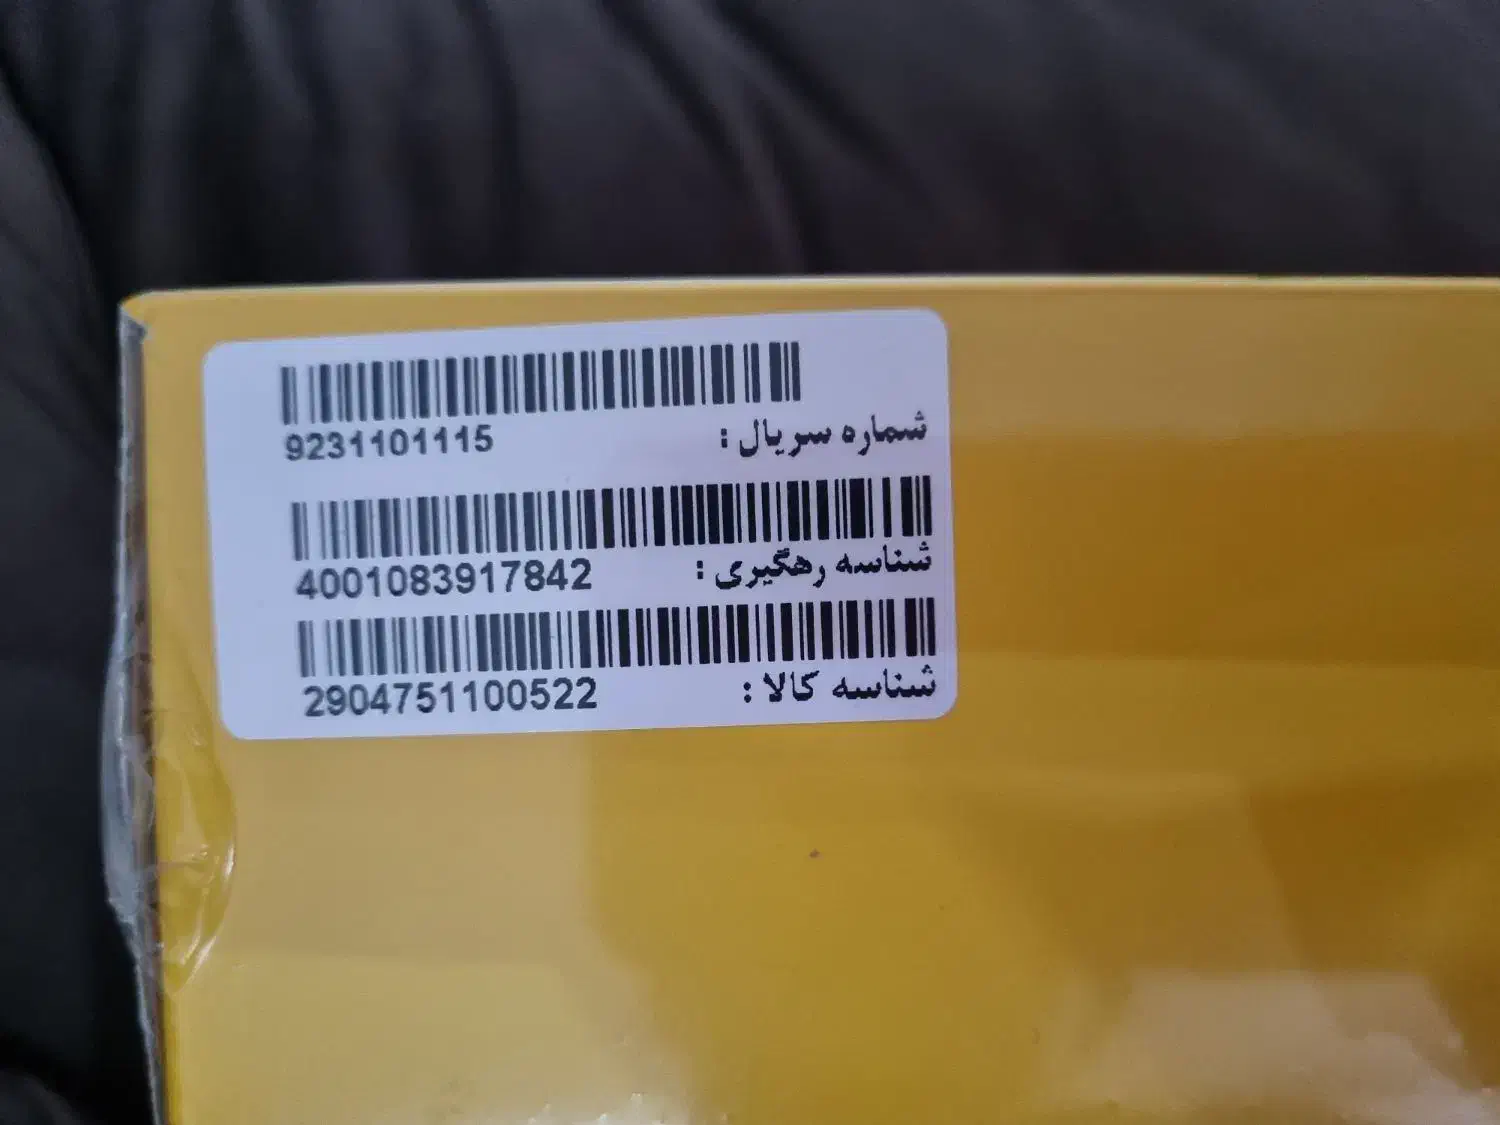 شماره سریال : 9231101115
شناسه رهگیری : 4001083917842
شناسه کالا : 2904751100522